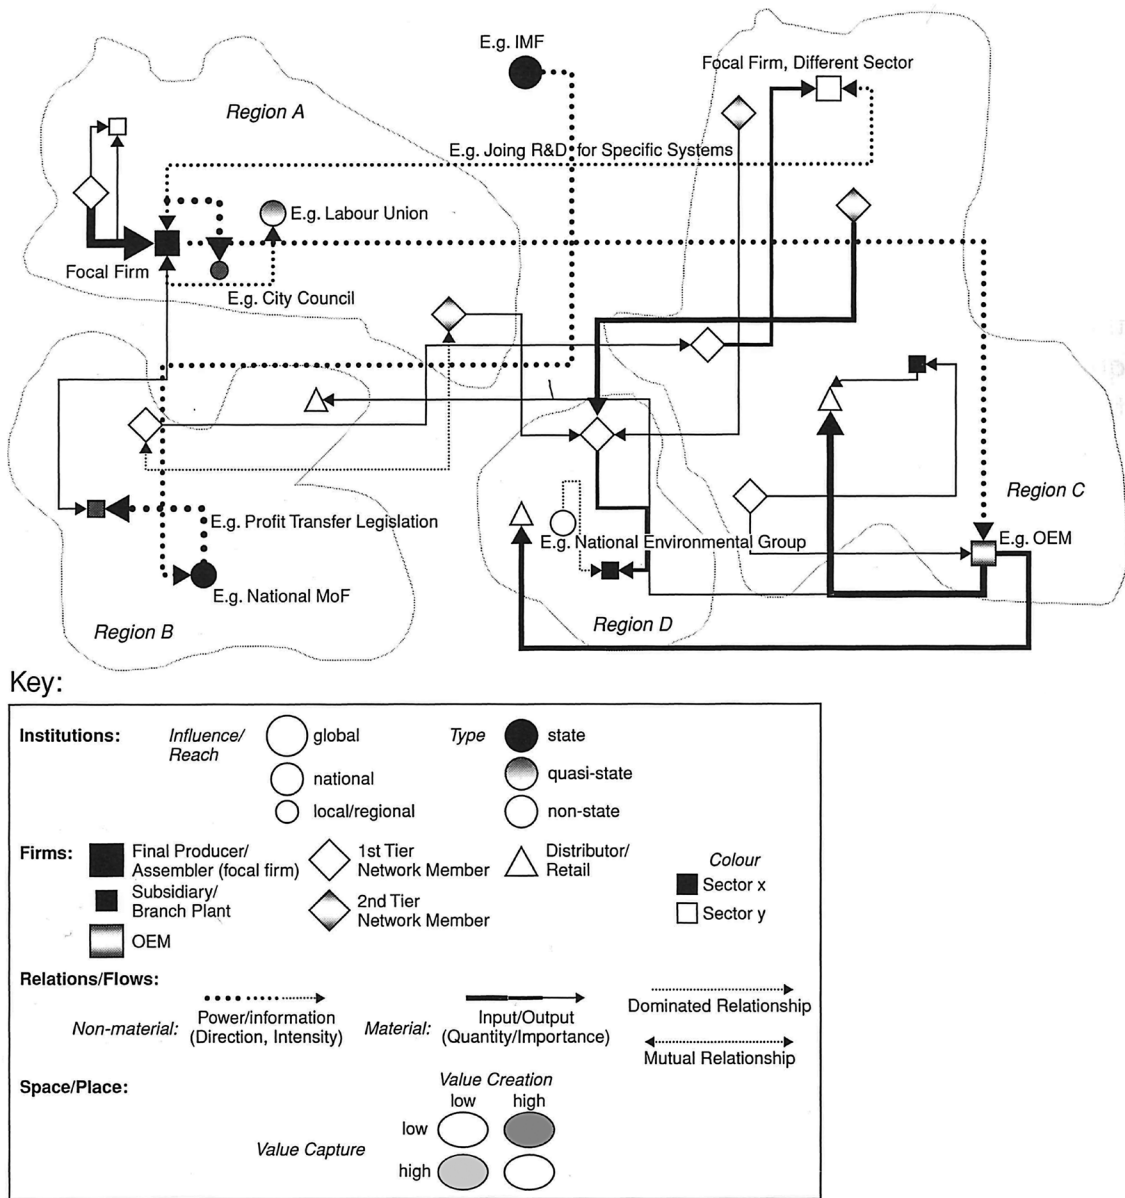 E.g. IMF
Focal Firm, Different Sector
Region A
E.g. Joing R&D for Specific Systems
E.g. Labour Union
Focal Firm
E.g. City Council
Region C
E.g. Profit Transfer Legislation
E.g. OEM
E.g. National Environmental Group
E.g. National MoF
Region B
Region D
Key:
Institutions:
Influence/
Reach
global
national
local/regional
Type
state
quasi-state
non-state
Firms:
Final Producer/
Assembler (focal firm)
Subsidiary/
Branch Plant
OEM
1st Tier
Network Member
2nd Tier
Network Member
Distributor/
Retail
Colour
Sector x
Sector y
Relations/Flows:
Non-material:
Power/information
(Direction, Intensity)
Material:
Input/Output
(Quantity/Importance)
Dominated Relationship
Mutual Relationship
Space/Place:
Value Creation
low high
low
Value Capture
high